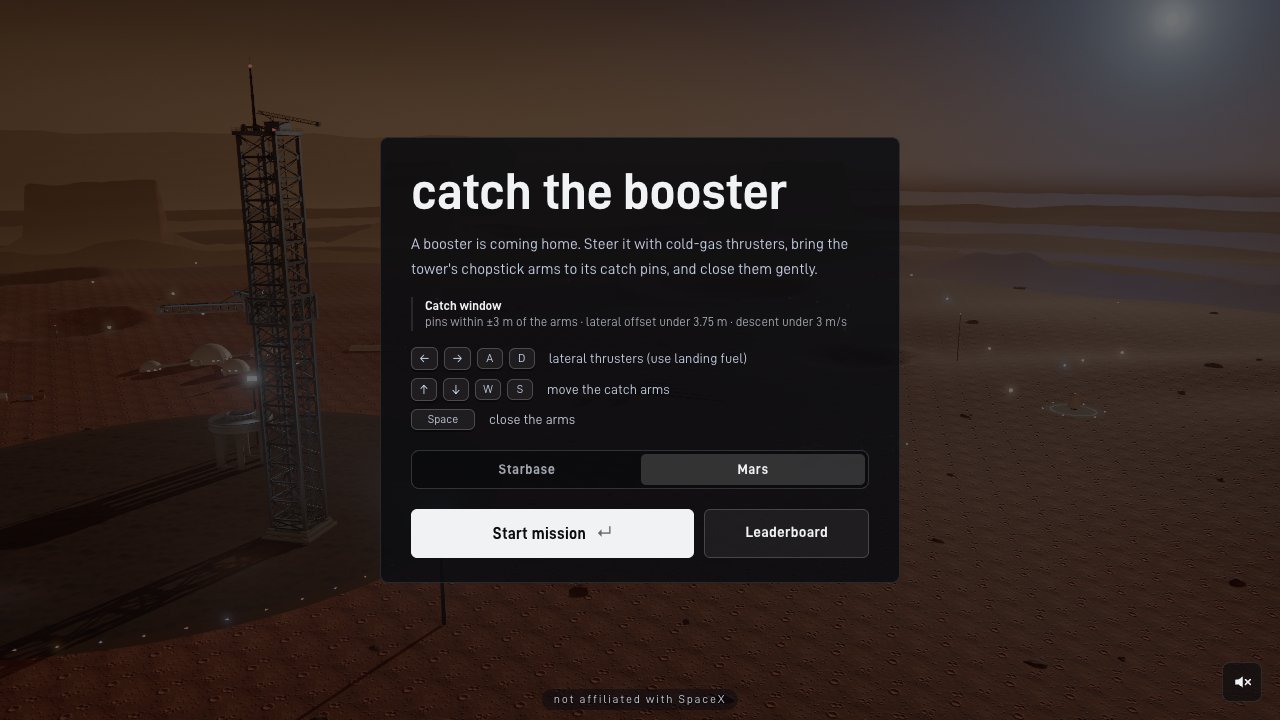 catch the booster
A booster is coming home. Steer it with cold-gas thrusters, bring the
tower's chopstick arms to its catch pins, and close them gently.
Catch window
pins within ±3 m of the arms · lateral offset under 3.75 m · descent under 3 m/s
← → A D lateral thrusters (use landing fuel)
↑ ↓ W S move the catch arms
Space close the arms
Starbase Mars
Start mission ↵ Leaderboard
not affiliated with SpaceX